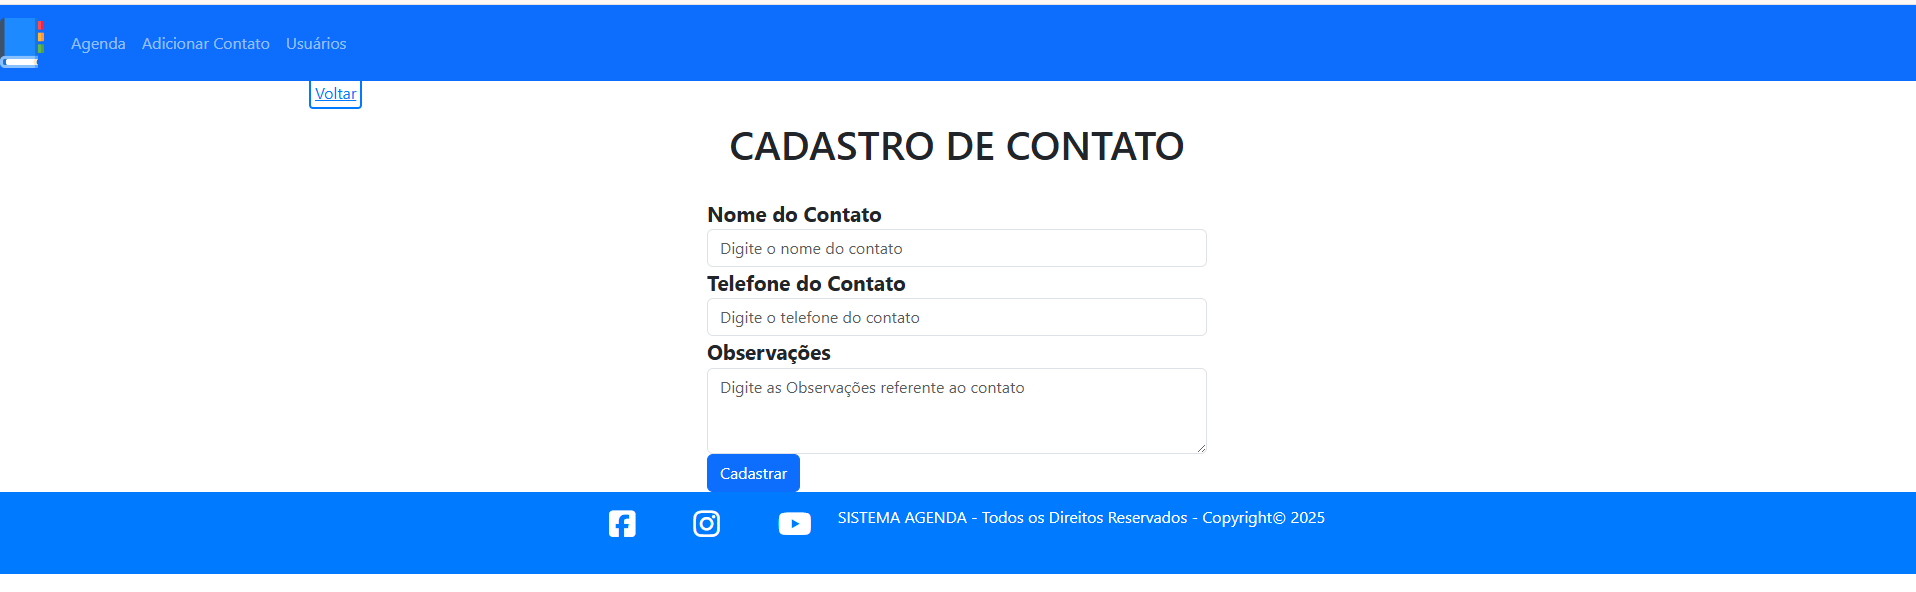 Agenda Adicionar Contato Usuários
Voltar
CADASTRO DE CONTATO
Nome do Contato
Digite o nome do contato
Telefone do Contato
Digite o telefone do contato
Observações
Digite as Observações referente ao contato
Cadastrar
SISTEMA AGENDA - Todos os Direitos Reservados - Copyright© 2025